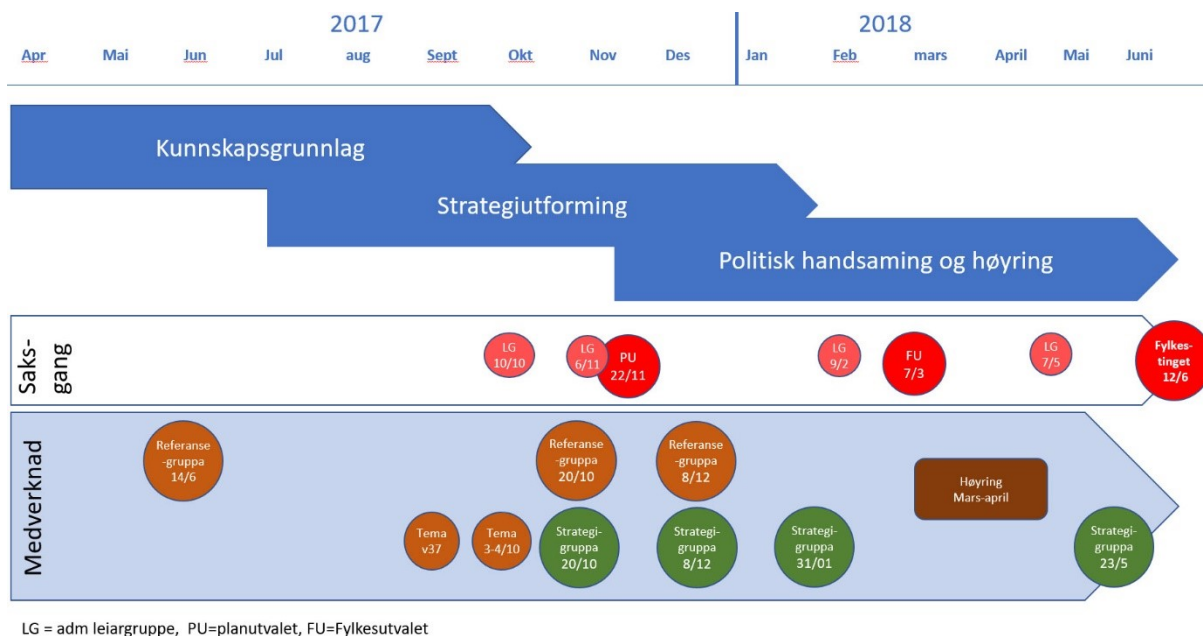 2017 2018
Apr Mai Jun Jul aug Sept Okt Nov Des Jan Feb mars April Mai Juni
Kunnskapsgrunnlag
Strategiutforming
Politisk handsaming og høyring
Saks-
gang
LG
10/10
LG
6/11
PU
22/11
LG
9/2
FU
7/3
LG
7/5
Fylkes-
tinget
12/6
Medverknad
Referanse
-gruppa
14/6
Referanse
-gruppa
20/10
Referanse
-gruppa
8/12
Høyring
Mars-april
Tema
v37
Tema
3-4/10
Strategi-
gruppa
20/10
Strategi-
gruppa
8/12
Strategi-
gruppa
31/01
Strategi-
gruppa
23/5
LG = adm leiargruppe, PU=planutvalet, FU=Fylkesutvalet